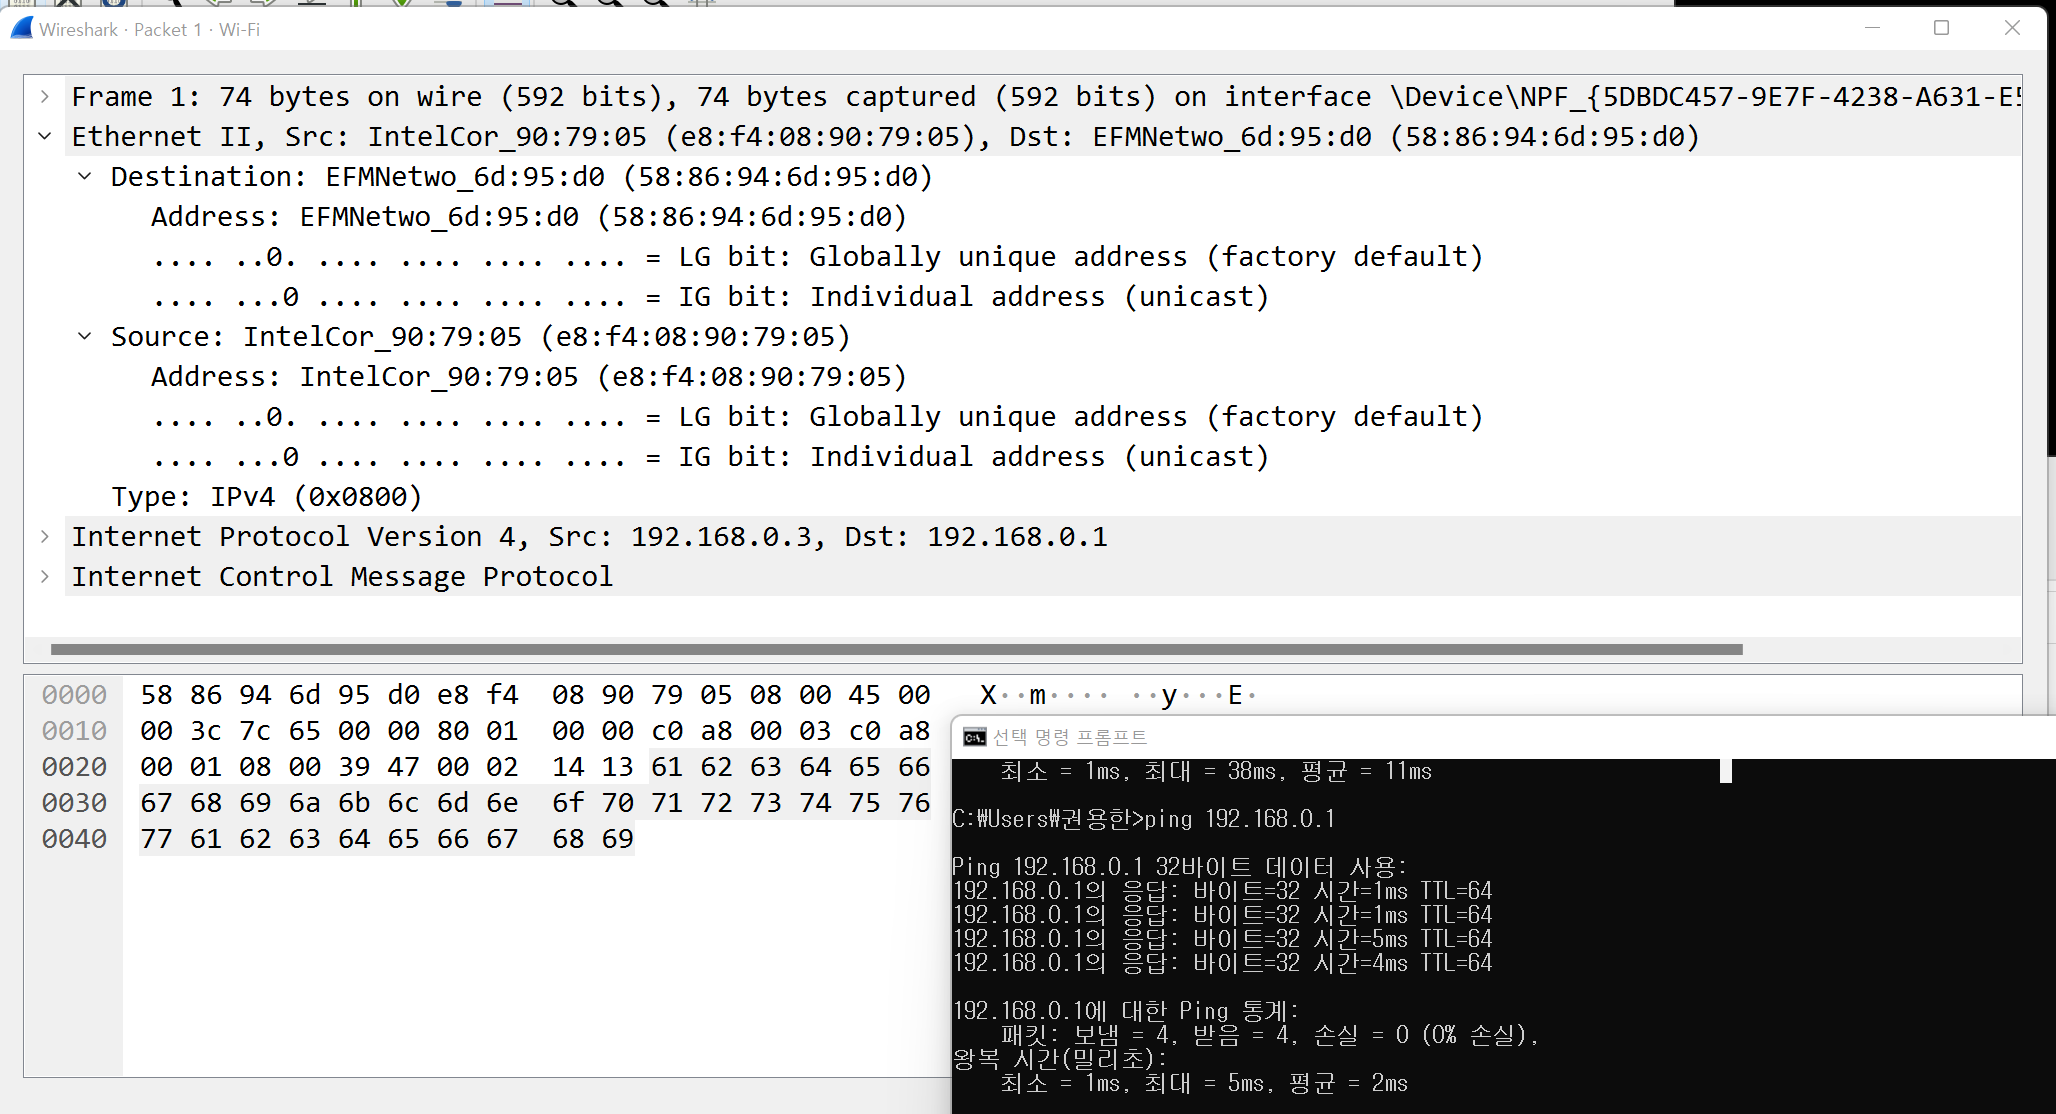 Wireshark · Packet 1 · Wi-Fi
Frame 1: 74 bytes on wire (592 bits), 74 bytes captured (592 bits) on interface \Device\NPF_{5DBDC457-9E7F-4238-A631-E5
Ethernet II, Src: IntelCor_90:79:05 (e8:f4:08:90:79:05), Dst: EFMNetwo_6d:95:d0 (58:86:94:6d:95:d0)
Destination: EFMNetwo_6d:95:d0 (58:86:94:6d:95:d0)
Address: EFMNetwo_6d:95:d0 (58:86:94:6d:95:d0)
.... ..0. .... .... .... .... = LG bit: Globally unique address (factory default)
.... ...0 .... .... .... .... = IG bit: Individual address (unicast)
Source: IntelCor_90:79:05 (e8:f4:08:90:79:05)
Address: IntelCor_90:79:05 (e8:f4:08:90:79:05)
.... ..0. .... .... .... .... = LG bit: Globally unique address (factory default)
.... ...0 .... .... .... .... = IG bit: Individual address (unicast)
Type: IPv4 (0x0800)
Internet Protocol Version 4, Src: 192.168.0.3, Dst: 192.168.0.1
Internet Control Message Protocol
0000 58 86 94 6d 95 d0 e8 f4 08 90 79 05 08 00 45 00 X··m···· ··y···E·
0010 00 3c 7c 65 00 00 80 01 00 00 c0 a8 00 03 c0 a8
0020 00 01 08 00 39 47 00 02 14 13 61 62 63 64 65 66
0030 67 68 69 6a 6b 6c 6d 6e 6f 70 71 72 73 74 75 76
0040 77 61 62 63 64 65 66 67 68 69
선택 명령 프롬프트
최소 = 1ms, 최대 = 38ms, 평균 = 11ms
C:₩Users₩권용한>ping 192.168.0.1
Ping 192.168.0.1 32바이트 데이터 사용:
192.168.0.1의 응답: 바이트=32 시간=1ms TTL=64
192.168.0.1의 응답: 바이트=32 시간=1ms TTL=64
192.168.0.1의 응답: 바이트=32 시간=5ms TTL=64
192.168.0.1의 응답: 바이트=32 시간=4ms TTL=64
192.168.0.1에 대한 Ping 통계:
패킷: 보냄 = 4, 받음 = 4, 손실 = 0 (0% 손실),
왕복 시간(밀리초):
최소 = 1ms, 최대 = 5ms, 평균 = 2ms